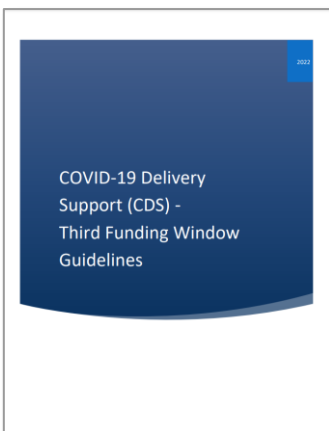 2022
COVID-19 Delivery
Support (CDS) -
Third Funding Window
Guidelines